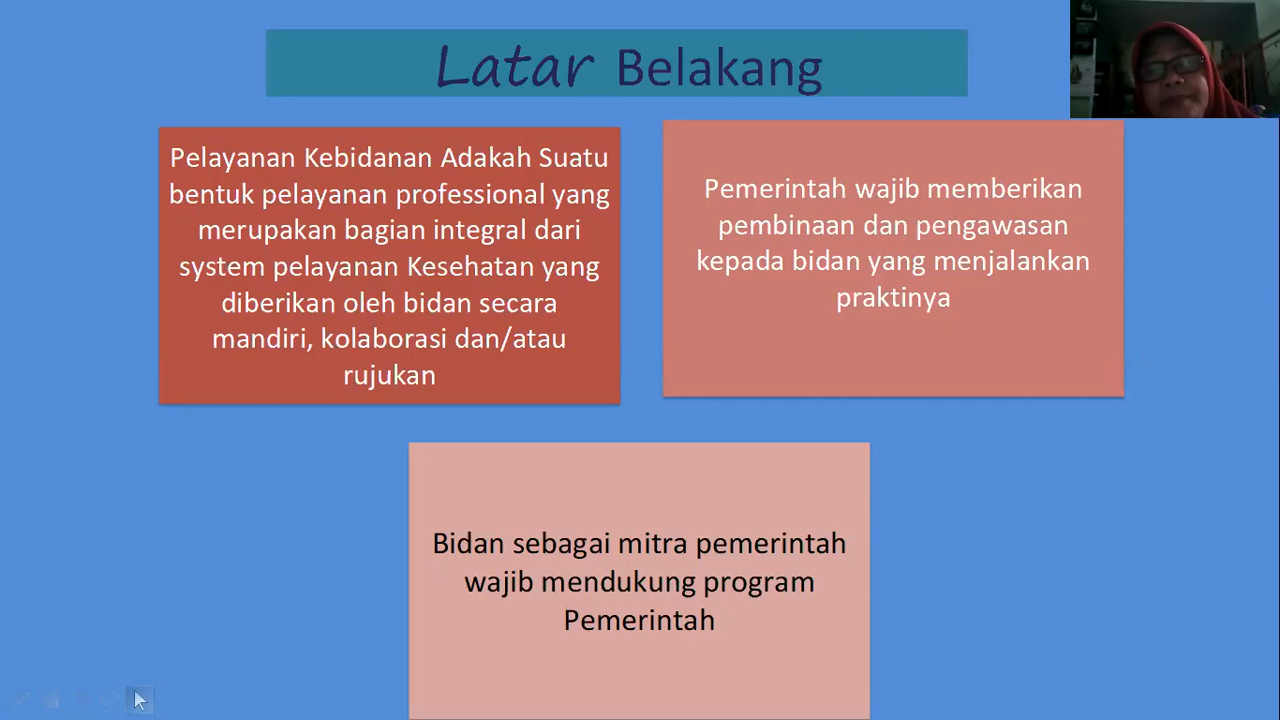 Latar Belakang
Pelayanan Kebidanan Adakah Suatu
bentuk pelayanan professional yang
merupakan bagian integral dari
system pelayanan Kesehatan yang
diberikan oleh bidan secara
mandiri, kolaborasi dan/atau
rujukan
Pemerintah wajib memberikan
pembinaan dan pengawasan
kepada bidan yang menjalankan
praktinya
Bidan sebagai mitra pemerintah
wajib mendukung program
Pemerintah